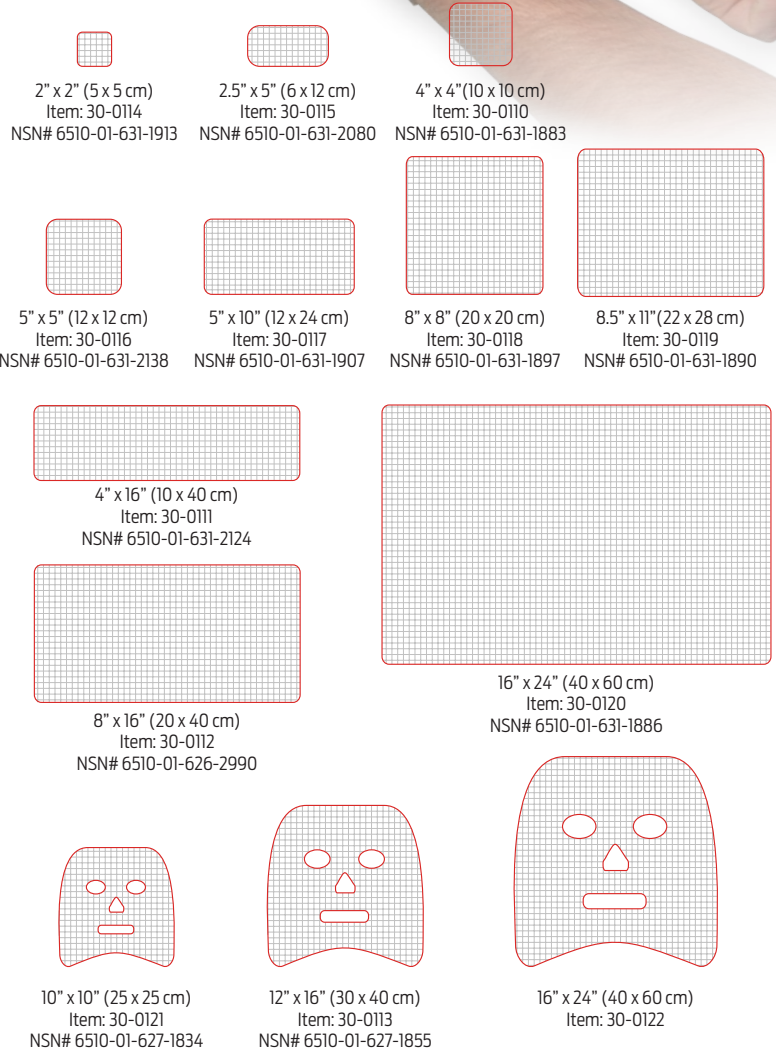 2” x 2” (5 x 5 cm)
Item: 30-0114
NSN# 6510-01-631-1913
2.5” x 5” (6 x 12 cm)
Item: 30-0115
NSN# 6510-01-631-2080
4” x 4”(10 x 10 cm)
Item: 30-0110
NSN# 6510-01-631-1883
5” x 5” (12 x 12 cm)
Item: 30-0116
NSN# 6510-01-631-2138
5” x 10” (12 x 24 cm)
Item: 30-0117
NSN# 6510-01-631-1907
8” x 8” (20 x 20 cm)
Item: 30-0118
NSN# 6510-01-631-1897
8.5” x 11”(22 x 28 cm)
Item: 30-0119
NSN# 6510-01-631-1890
4” x 16” (10 x 40 cm)
Item: 30-0111
NSN# 6510-01-631-2124
8” x 16” (20 x 40 cm)
Item: 30-0112
NSN# 6510-01-626-2990
16” x 24” (40 x 60 cm)
Item: 30-0120
NSN# 6510-01-631-1886
10” x 10” (25 x 25 cm)
Item: 30-0121
NSN# 6510-01-627-1834
12” x 16” (30 x 40 cm)
Item: 30-0113
NSN# 6510-01-627-1855
16” x 24” (40 x 60 cm)
Item: 30-0122